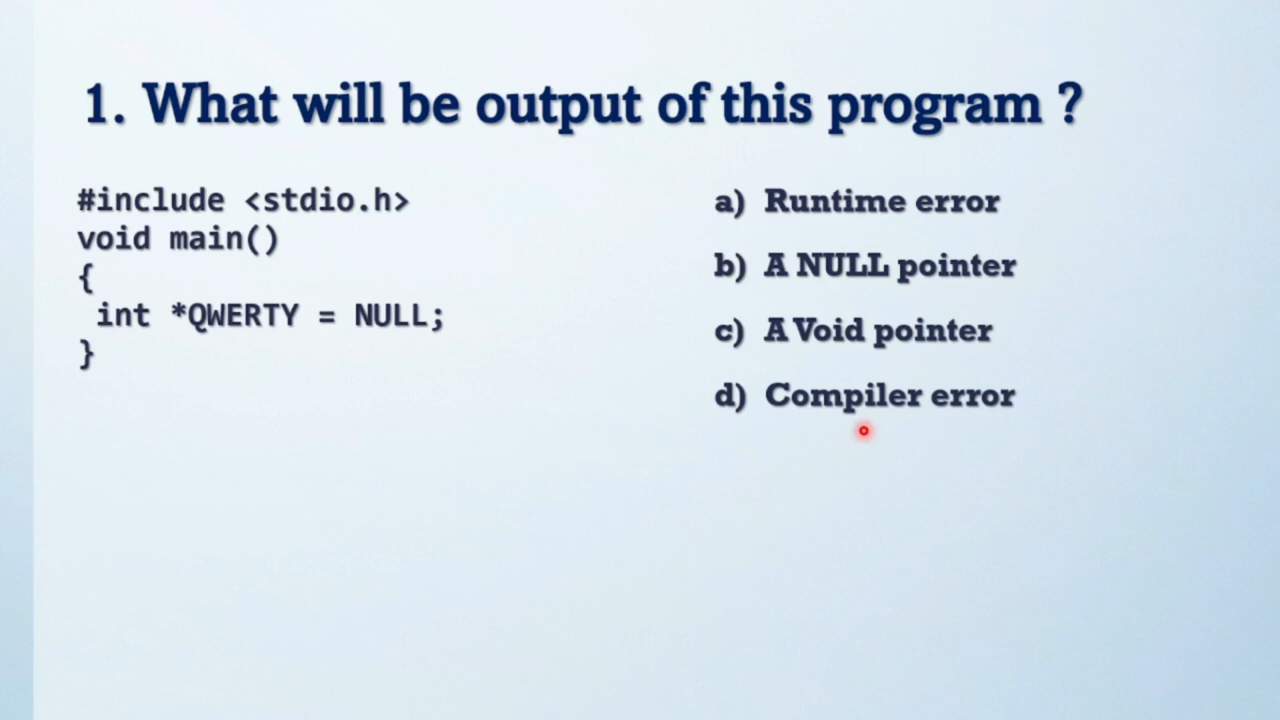 1. What will be output of this program ?
#include <stdio.h>
void main()
{
int *QWERTY = NULL;
}
a) Runtime error
b) A NULL pointer
c) A Void pointer
d) Compiler error